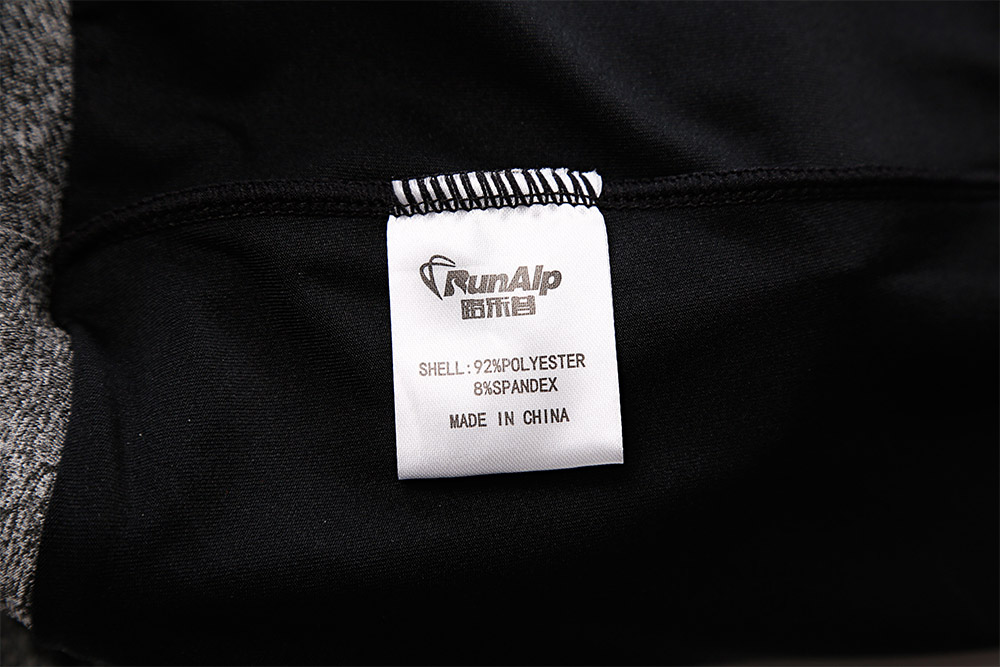 RunAlp
SHELL:92%POLYESTER
8%SPANDEX
MADE IN CHINA